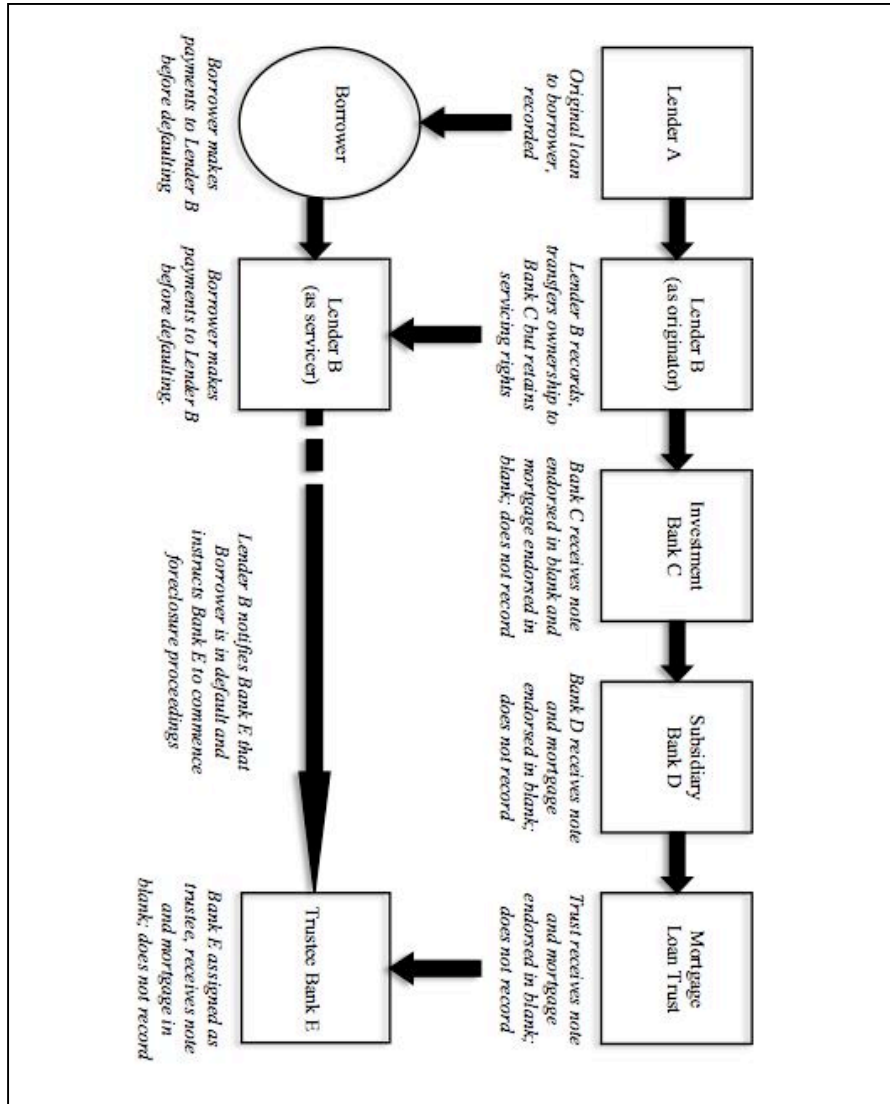 Lender A
Original loan
to borrower,
recorded
Borrower
Borrower makes
payments to Lender B
before defaulting
Lender B
(as originator)
Lender B records,
transfers ownership to
Bank C but retains
servicing rights
Lender B
(as servicer)
Borrower makes
payments to Lender B
before defaulting.
Investment
Bank C
Bank C receives note
endorsed in blank and
mortgage endorsed in
blank; does not record
Lender B notifies Bank E that
Borrower is in default and
instructs Bank E to commence
foreclosure proceedings
Subsidiary
Bank D
Bank D receives note
and mortgage
endorsed in blank;
does not record
Mortgage
Loan Trust
Trust receives note
and mortgage
endorsed in blank;
does not record
Trustee Bank E
Bank E assigned as
trustee, receives note
and mortgage in
blank; does not record